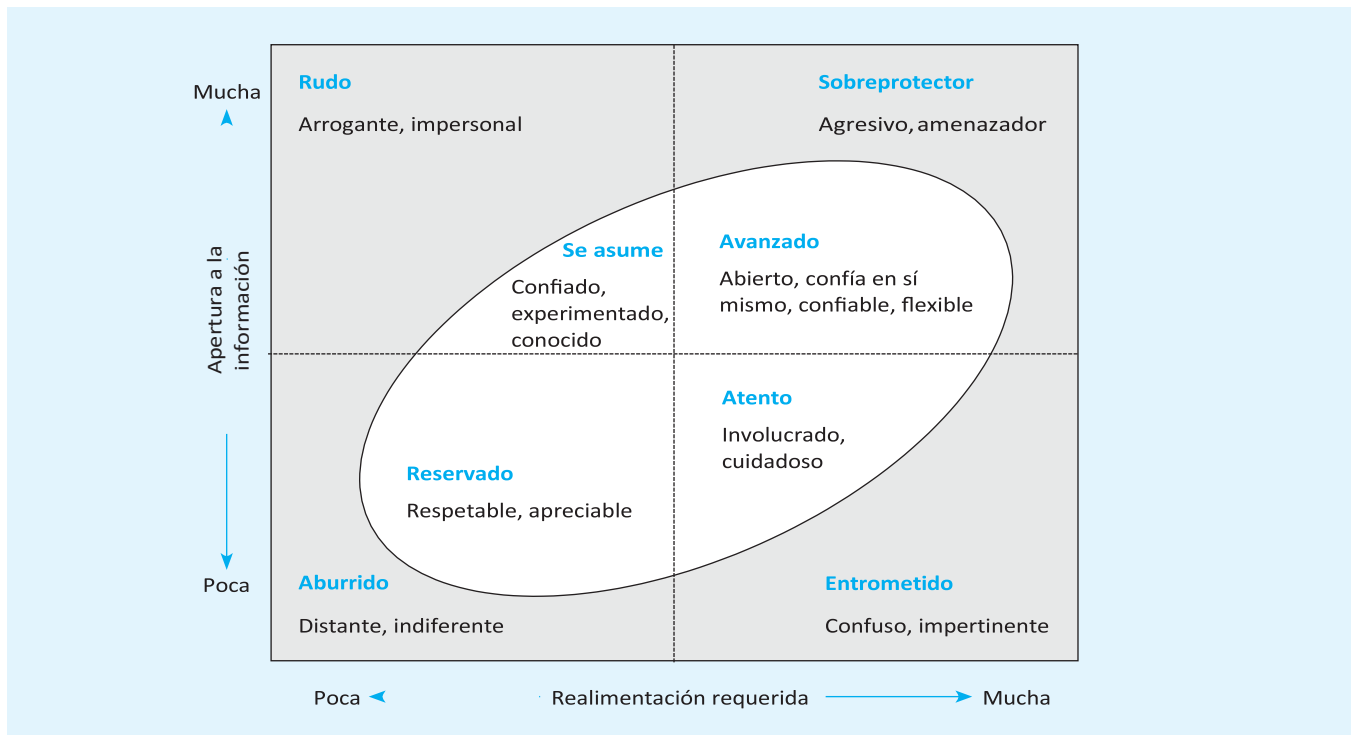 Mucha
Apertura a la
información
Poca
Rudo
Arrogante, impersonal
Sobreprotector
Agresivo, amenazador
Se asume
Confiado,
experimentado,
conocido
Avanzado
Abierto, confía en sí
mismo, confiable, flexible
Reservado
Respetable, apreciable
Atento
Involucrado,
cuidadoso
Aburrido
Distante, indiferente
Entrometido
Confuso, impertinente
Poca
Realimentación requerida
Mucha